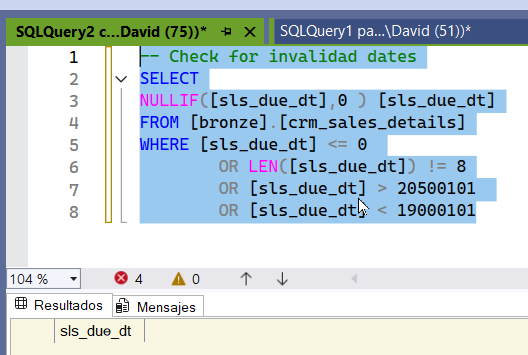 SQLQuery2 c...David (75))*
SQLQuery1 pa...\David (51))*
1 -- Check for invalidad dates
2 SELECT
3 NULLIF([sls_due_dt],0 ) [sls_due_dt]
4 FROM [bronze].[crm_sales_details]
5 WHERE [sls_due_dt] <= 0
6 OR LEN([sls_due_dt]) != 8
7 OR [sls_due_dt] > 20500101
8 OR [sls_due_dt] < 19000101
104 % 4 0
Resultados Mensajes
sls_due_dt